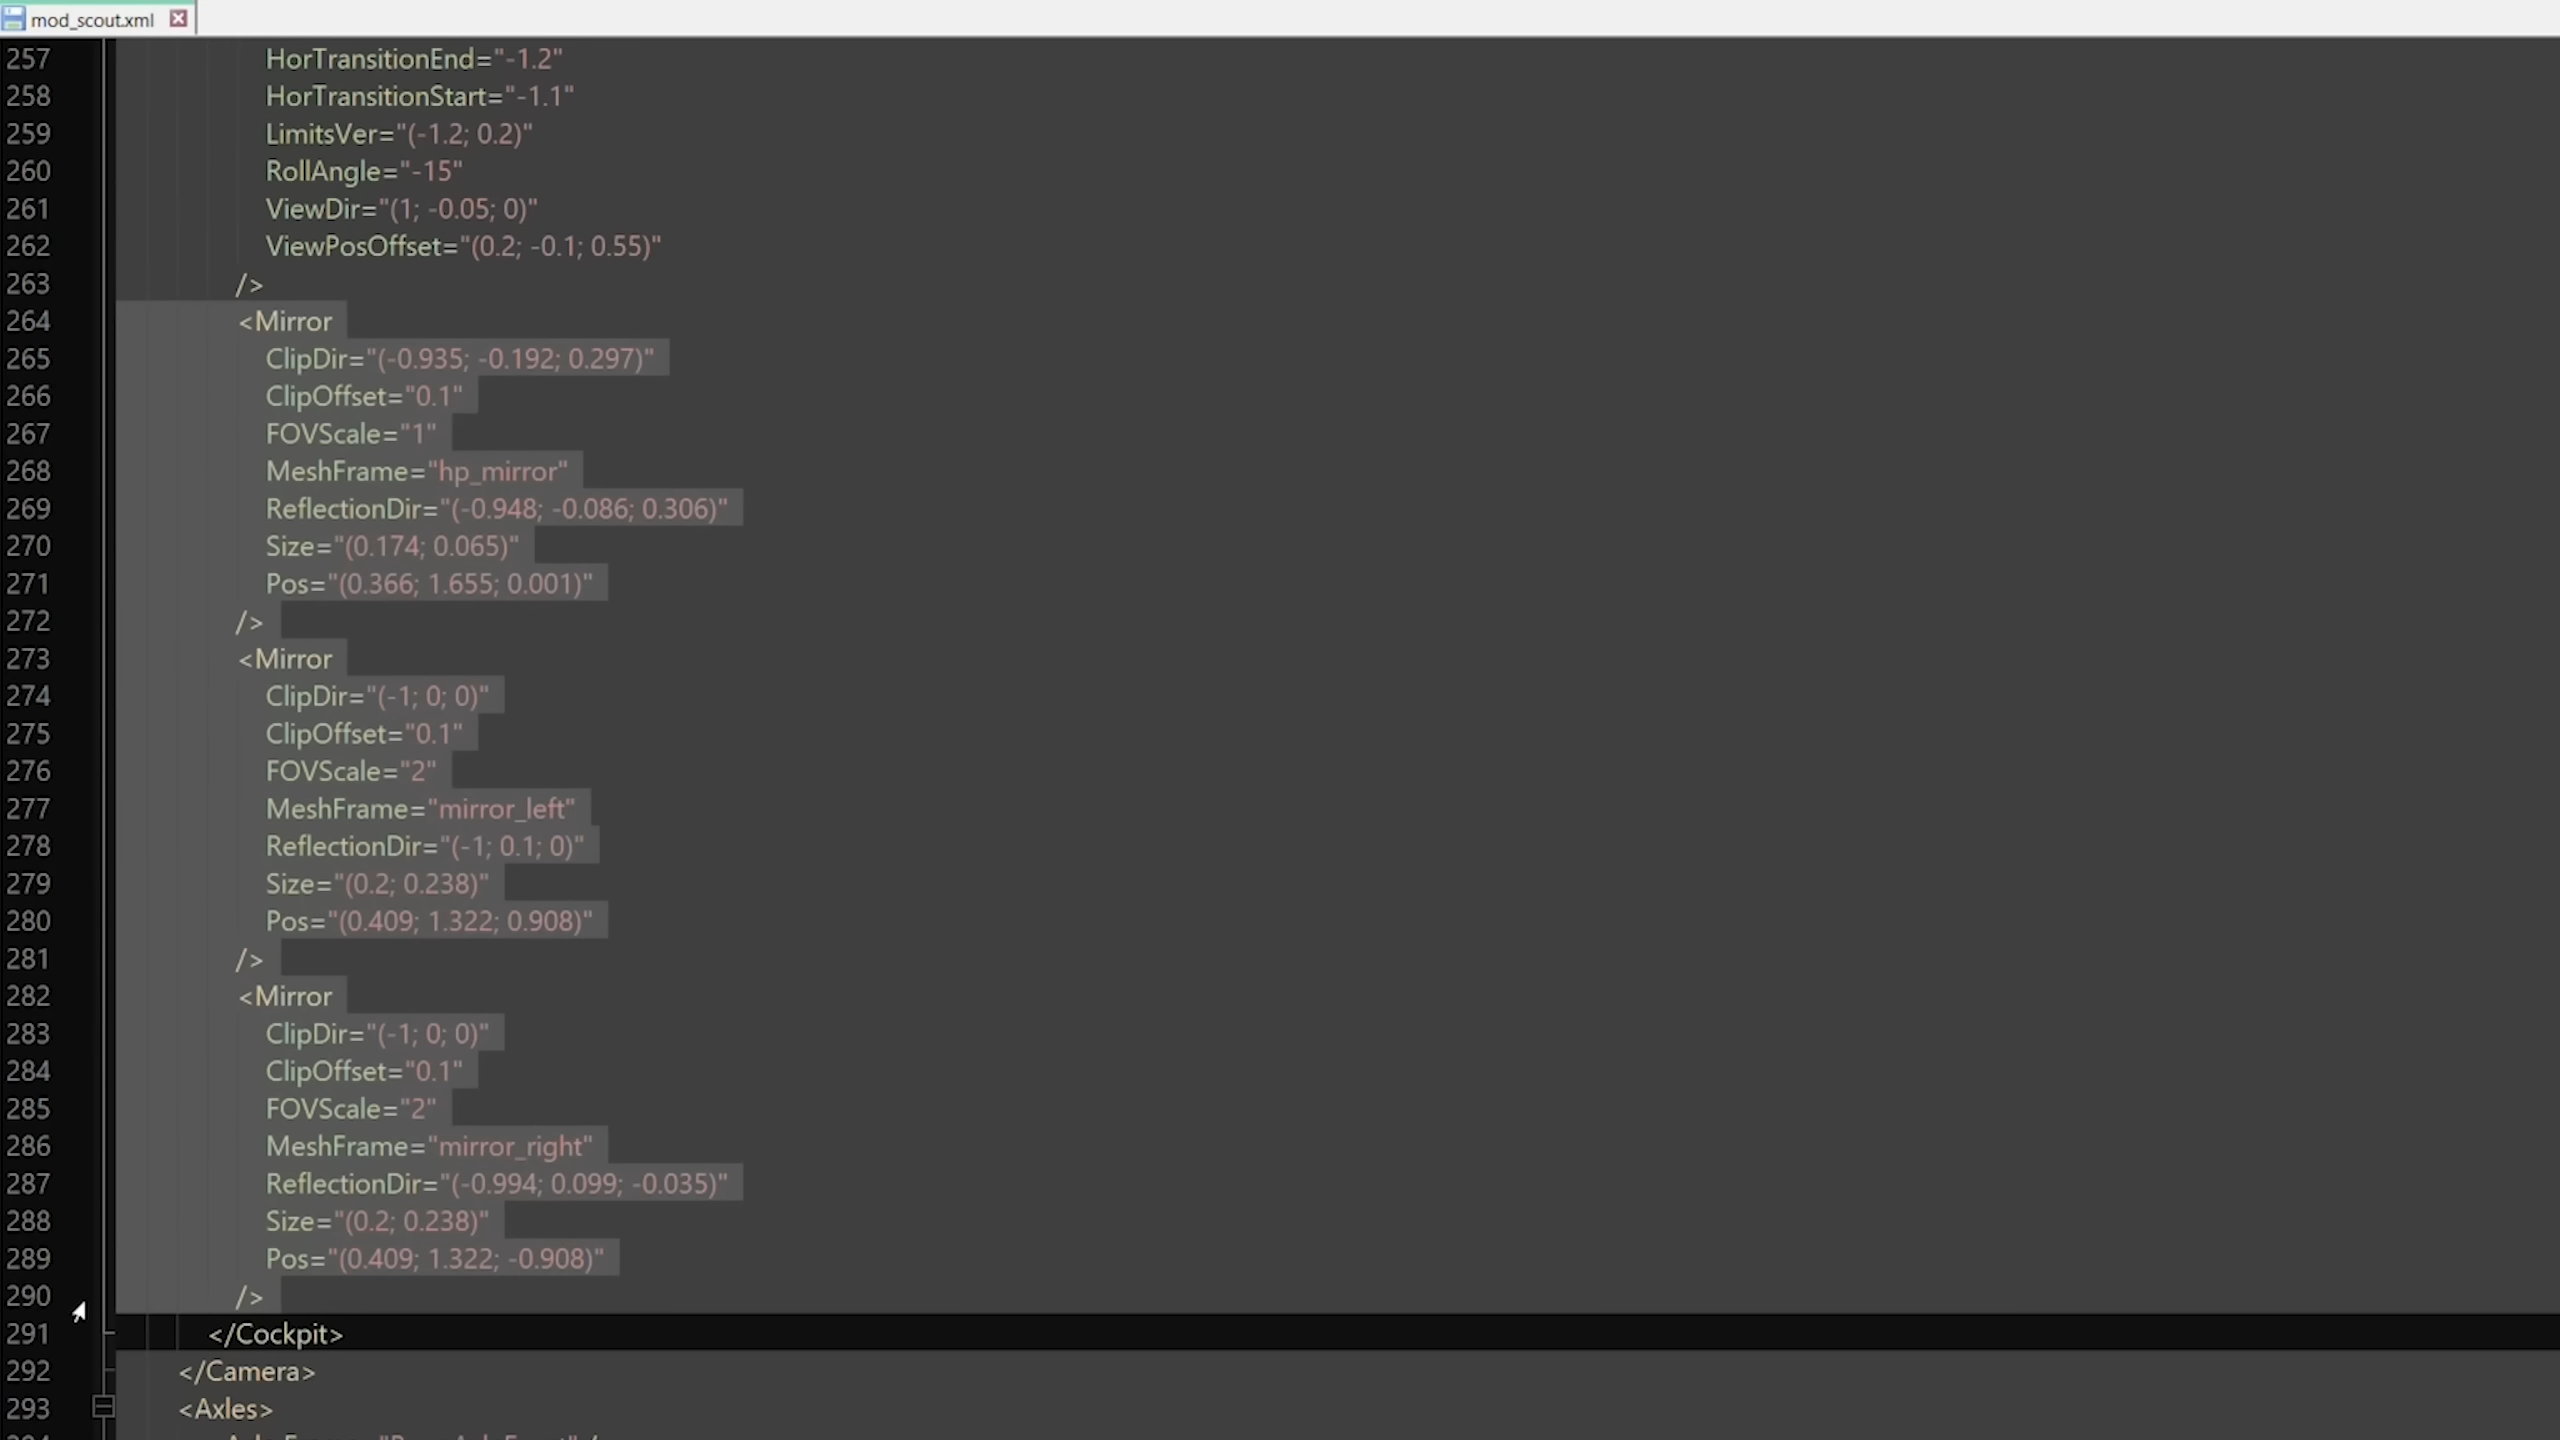 mod_scout.xml
257 HorTransitionEnd="-1.2"
258 HorTransitionStart="-1.1"
259 LimitsVer="(-1.2; 0.2)"
260 RollAngle="-15"
261 ViewDir="(1; -0.05; 0)"
262 ViewPosOffset="(0.2; -0.1; 0.55)"
263 />
264 <Mirror
265 ClipDir="(-0.935; -0.192; 0.297)"
266 ClipOffset="0.1"
267 FOVScale="1"
268 MeshFrame="hp_mirror"
269 ReflectionDir="(-0.948; -0.086; 0.306)"
270 Size="(0.174; 0.065)"
271 Pos="(0.366; 1.655; 0.001)"
272 />
273 <Mirror
274 ClipDir="(-1; 0; 0)"
275 ClipOffset="0.1"
276 FOVScale="2"
277 MeshFrame="mirror_left"
278 ReflectionDir="(-1; 0.1; 0)"
279 Size="(0.2; 0.238)"
280 Pos="(0.409; 1.322; 0.908)"
281 />
282 <Mirror
283 ClipDir="(-1; 0; 0)"
284 ClipOffset="0.1"
285 FOVScale="2"
286 MeshFrame="mirror_right"
287 ReflectionDir="(-0.994; 0.099; -0.035)"
288 Size="(0.2; 0.238)"
289 Pos="(0.409; 1.322; -0.908)"
290 />
291 </Cockpit>
292 </Camera>
293 <Axles>